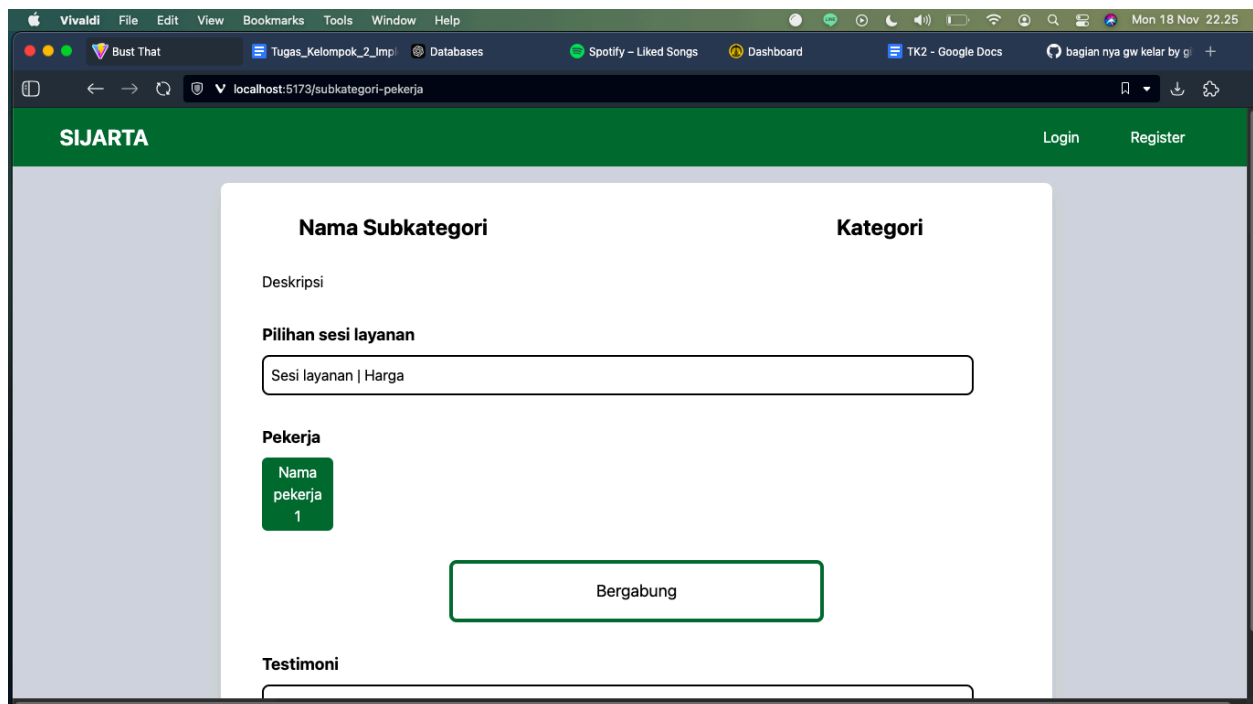 Vivaldi File Edit View Bookmarks Tools Window Help Mon 18 Nov 22.25
Bust That Tugas_Kelompok_2_Impl Databases Spotify – Liked Songs Dashboard TK2 - Google Docs bagian nya gw kelar by gi
localhost:5173/subkategori-pekerja
SIJARTA Login Register
Nama Subkategori Kategori
Deskripsi
Pilihan sesi layanan
Sesi layanan | Harga
Pekerja
Nama
pekerja
1
Bergabung
Testimoni